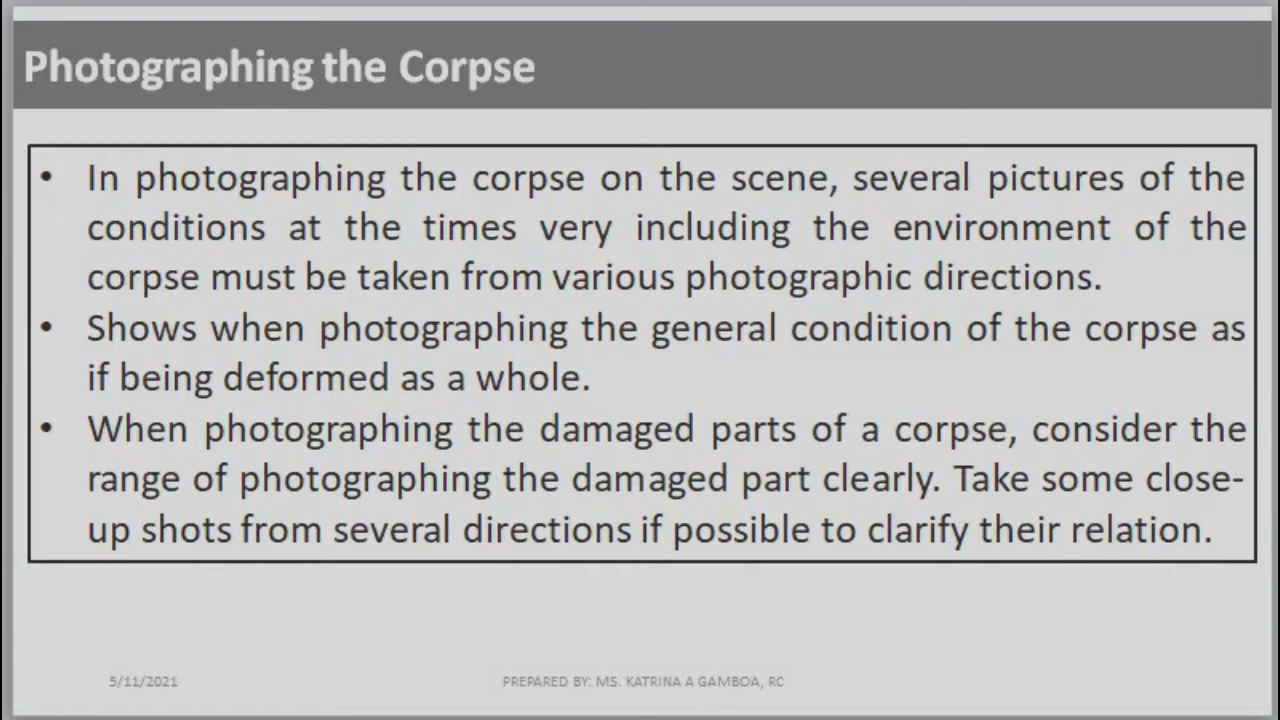 Photographing the Corpse
• In photographing the corpse on the scene, several pictures of the
conditions at the times very including the environment of the
corpse must be taken from various photographic directions.
• Shows when photographing the general condition of the corpse as
if being deformed as a whole.
• When photographing the damaged parts of a corpse, consider the
range of photographing the damaged part clearly. Take some close-
up shots from several directions if possible to clarify their relation.
5/11/2021 PREPARED BY: MS. KATRINA A GAMBOA, RC